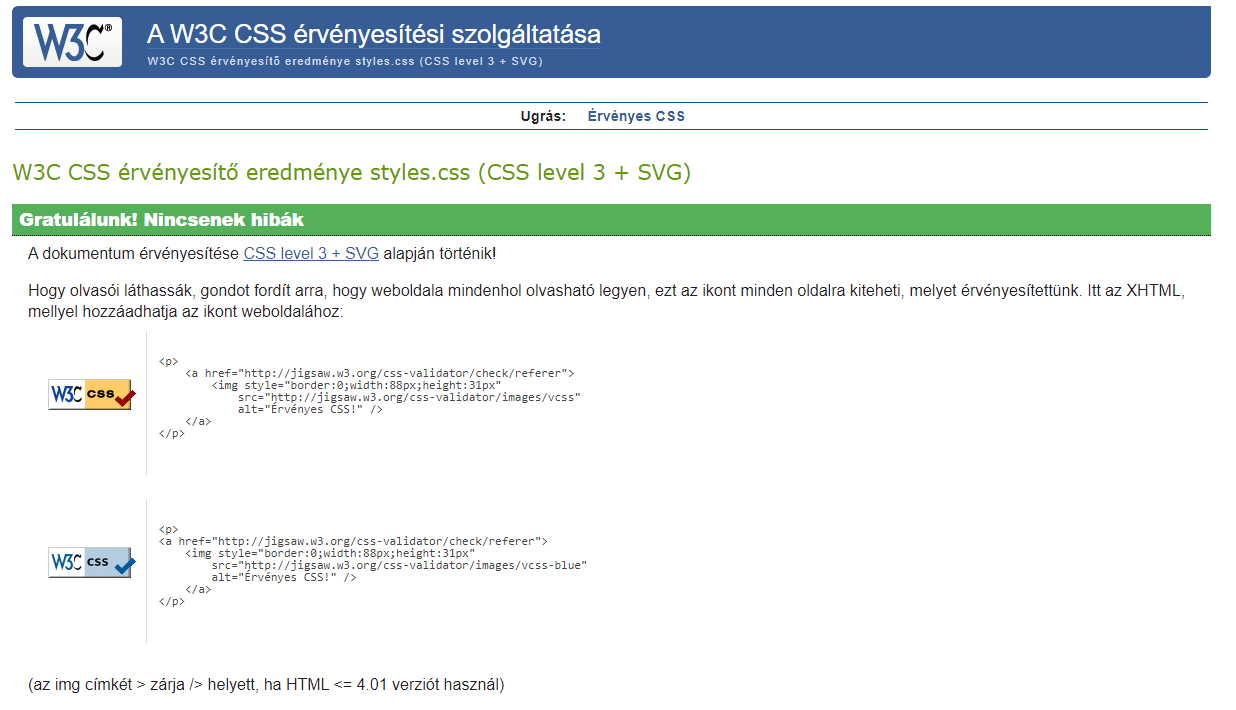 W3C®
A W3C CSS érvényesítési szolgáltatása
W3C CSS érvényesítő eredménye styles.css (CSS level 3 + SVG)
Ugrás: Érvényes CSS
W3C CSS érvényesítő eredménye styles.css (CSS level 3 + SVG)
Gratulálunk! Nincsenek hibák
A dokumentum érvényesítése CSS level 3 + SVG alapján történik!
Hogy olvasói láthassák, gondot fordít arra, hogy weboldala mindenhol olvasható legyen, ezt az ikont minden oldalra kiteheti, melyet érvényesítettünk. Itt az XHTML,
mellyel hozzáadhatja az ikont weboldalához:
W3C css
<p>
    <a href="http://jigsaw.w3.org/css-validator/check/referer">
        <img style="border:0;width:88px;height:31px"
            src="http://jigsaw.w3.org/css-validator/images/vcss"
            alt="Érvényes CSS!" />
    </a>
</p>
W3C css
<p>
<a href="http://jigsaw.w3.org/css-validator/check/referer">
    <img style="border:0;width:88px;height:31px"
        src="http://jigsaw.w3.org/css-validator/images/vcss-blue"
        alt="Érvényes CSS!" />
    </a>
</p>
(az img címkét > zárja /> helyett, ha HTML <= 4.01 verziót használ)